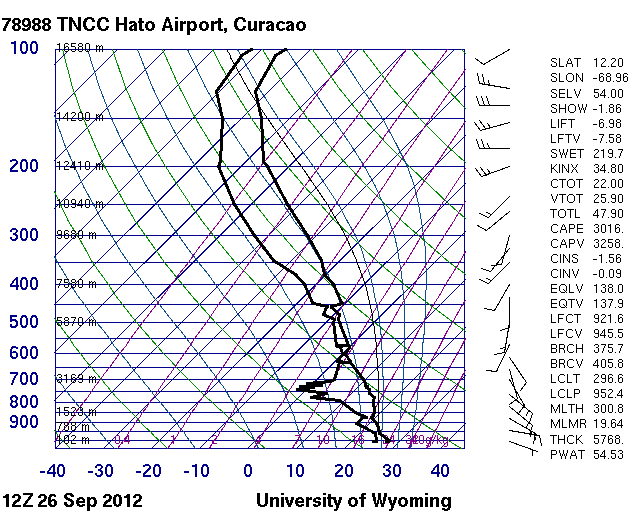 78988 TNCC Hato Airport, Curacao
100 16580 m
14200 m
200 12410 m
10940 m
300 9680 m
400 7580 m
500 5870 m
600
700 3169 m
800
1523 m
900
102 m 0.4 1 2 4 7 10 g/kg
-40 -30 -20 -10 0 10 20 30 40
12Z 26 Sep 2012 University of Wyoming
SLAT 12.20
SLON -68.96
SELV 54.00
SHOW -1.86
LIFT -6.98
LFTV -7.58
SWET 219.7
KINX 34.80
CTOT 22.00
VTOT 25.90
TOTL 47.90
CAPE 3016.
CAPV 3258.
CINS -1.56
CINV -0.09
EQLV 138.0
EQTV 137.9
LFCT 921.6
LFCV 945.5
BRCH 375.7
BRCV 405.8
LCLT 296.6
LCLP 952.4
MLTH 300.8
MLMR 19.64
THCK 5768.
PWAT 54.53